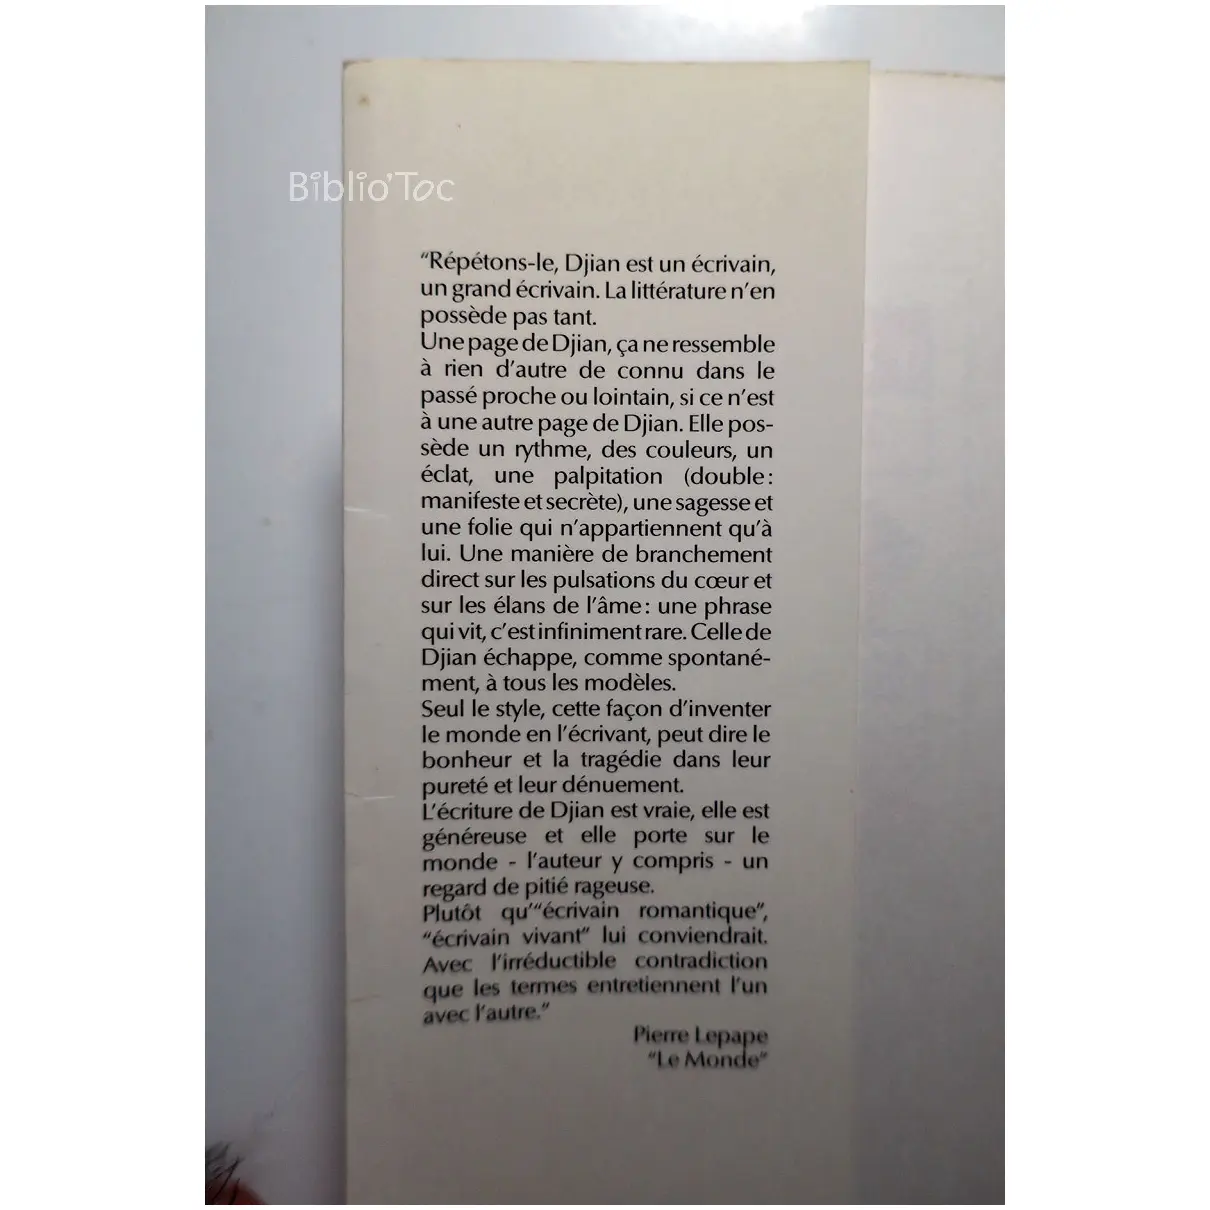 Biblio'Toc
“Répétons-le, Djian est un écrivain,
un grand écrivain. La littérature n’en
possède pas tant.
Une page de Djian, ça ne ressemble
à rien d’autre de connu dans le
passé proche ou lointain, si ce n’est
à une autre page de Djian. Elle pos-
sède un rythme, des couleurs, un
éclat, une palpitation (double :
manifeste et secrète), une sagesse et
une folie qui n’appartiennent qu’à
lui. Une manière de branchement
direct sur les pulsations du cœur et
sur les élans de l’âme : une phrase
qui vit, c’est infiniment rare. Celle de
Djian échappe, comme spontané-
ment, à tous les modèles.
Seul le style, cette façon d’inventer
le monde en l’écrivant, peut dire le
bonheur et la tragédie dans leur
pureté et leur dénuement.
L’écriture de Djian est vraie, elle est
généreuse et elle porte sur le
monde - l’auteur y compris - un
regard de pitié rageuse.
Plutôt qu’“écrivain romantique”,
“écrivain vivant” lui conviendrait.
Avec l’irréductible contradiction
que les termes entretiennent l’un
avec l’autre.”
Pierre Lepape
“Le Monde”